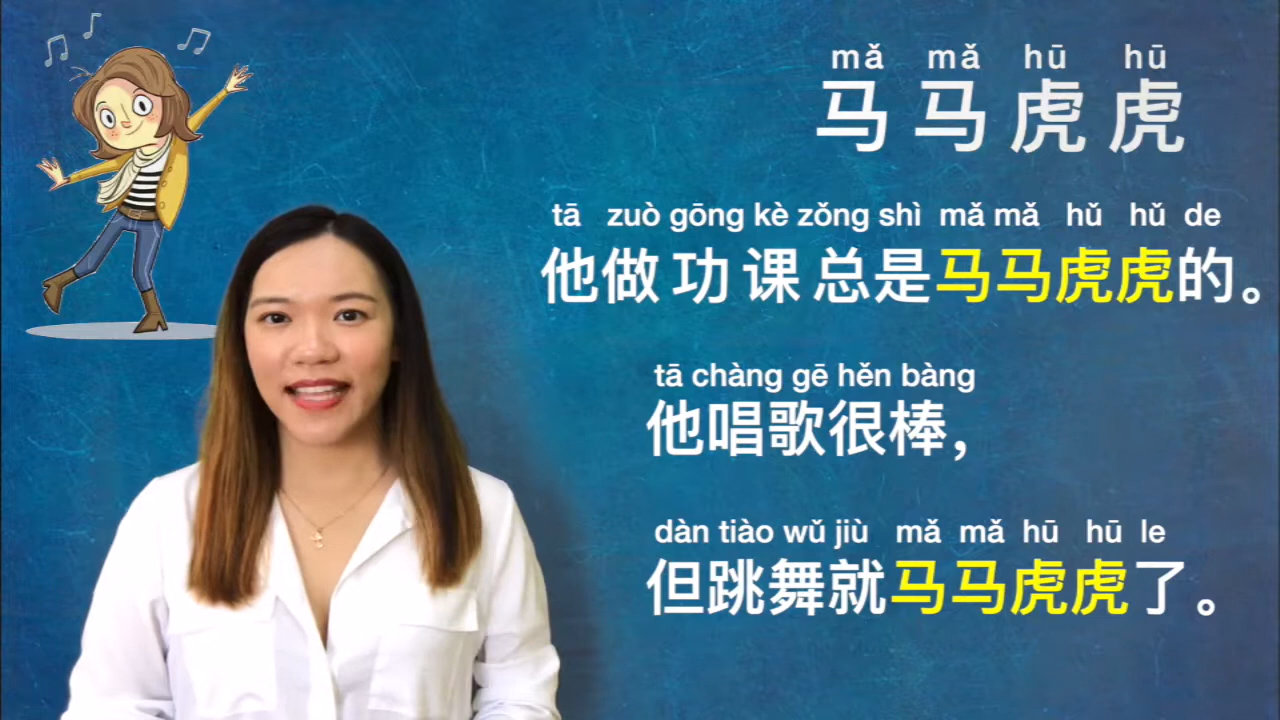 mǎ mǎ hū hū
马马虎虎
tā zuò gōng kè zǒng shì mǎ mǎ hǔ hǔ de
他做功课总是马马虎虎的。
tā chàng gē hěn bàng
他唱歌很棒,
dàn tiào wǔ jiù mǎ mǎ hū hū le
但跳舞就马马虎虎了。